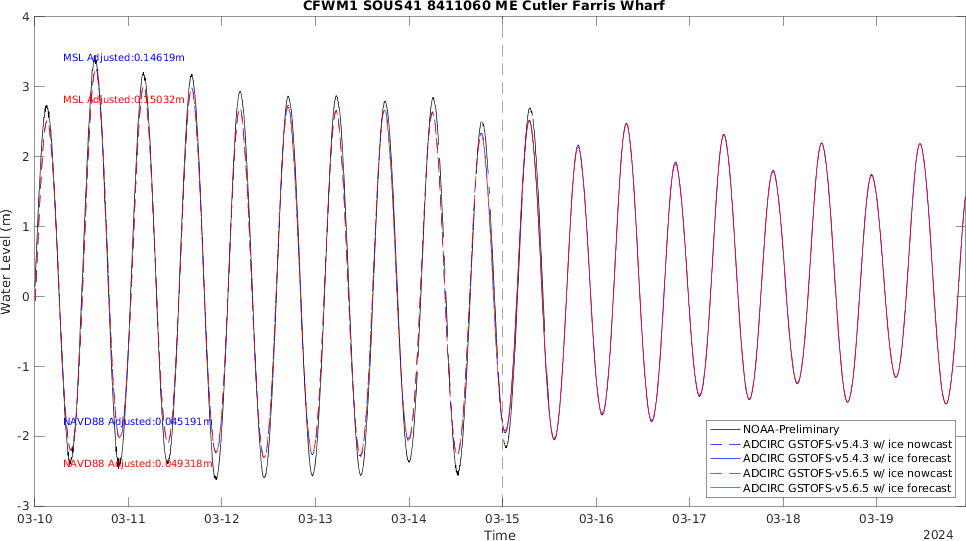 CFWM1 SOUS41 8411060 ME Cutler Farris Wharf
4
3
2
1
0
-1
-2
-3
Water Level (m)
MSL Adjusted:0.14619m
MSL Adjusted:0.15032m
NAVD88 Adjusted:0.045191m
NAVD88 Adjusted:0.049318m
NOAA-Preliminary
ADCIRC GSTOFS-v5.4.3 w/ ice nowcast
ADCIRC GSTOFS-v5.4.3 w/ ice forecast
ADCIRC GSTOFS-v5.6.5 w/ ice nowcast
ADCIRC GSTOFS-v5.6.5 w/ ice forecast
03-10 03-11 03-12 03-13 03-14 03-15 03-16 03-17 03-18 03-19
Time
2024